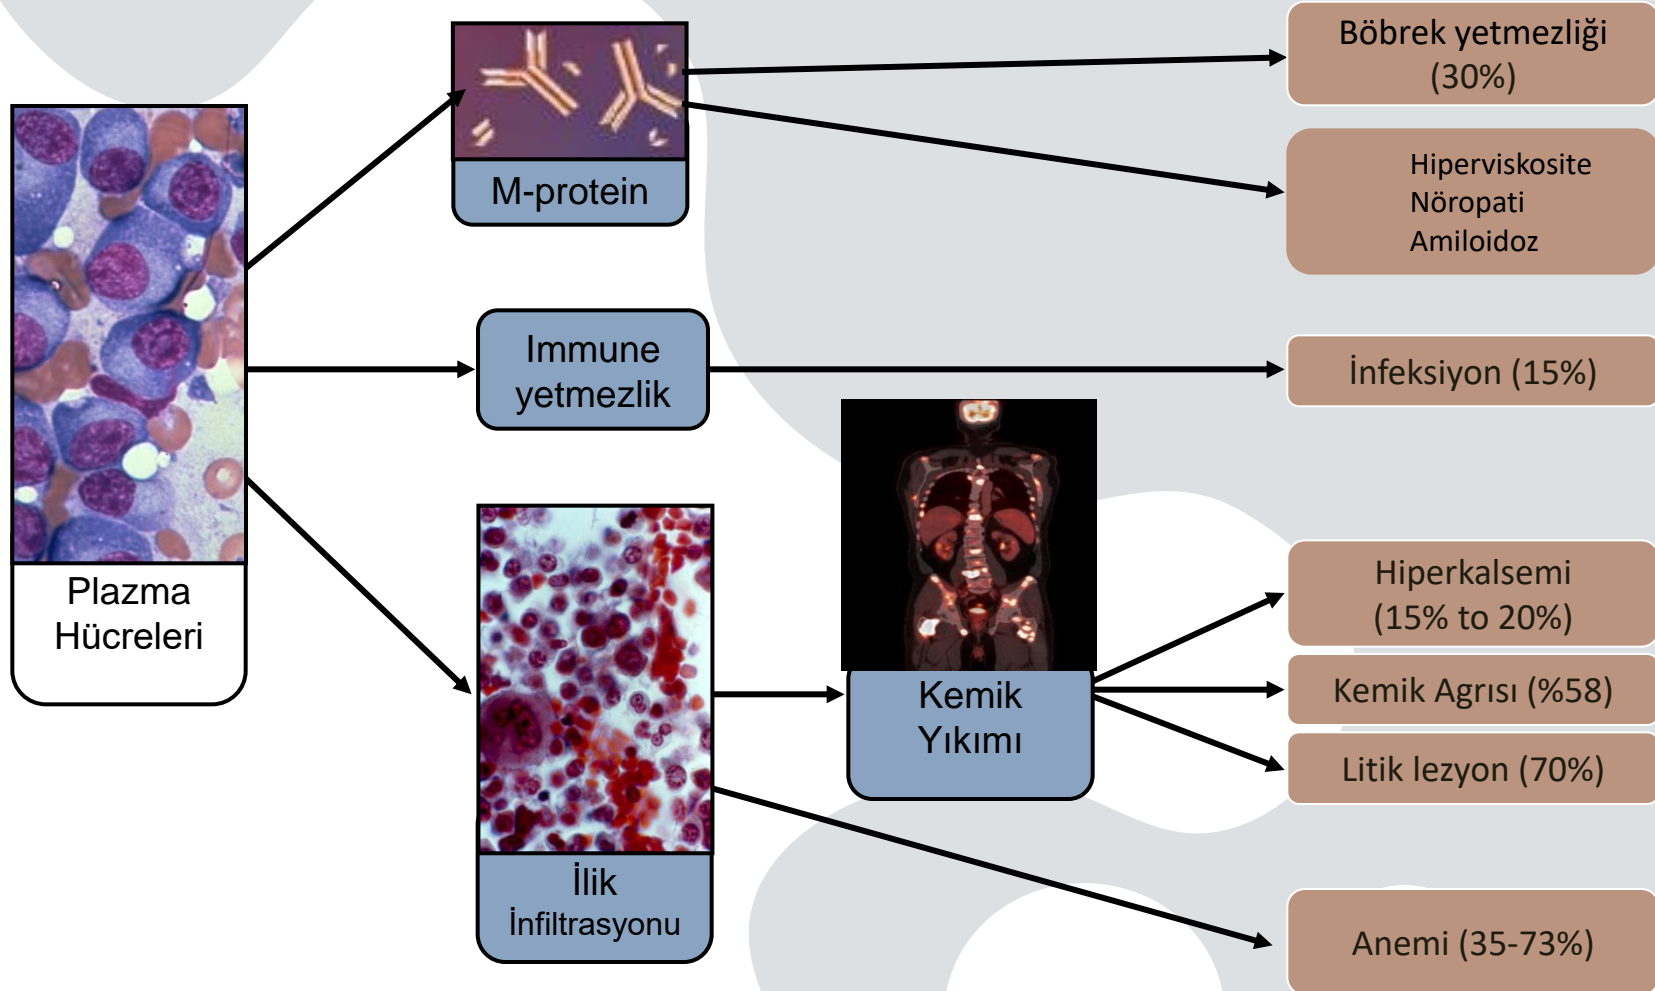 Böbrek yetmezliği
(30%)
M-protein
Hiperviskosite
Nöropati
Amiloidoz
Immune
yetmezlik
İnfeksiyon (15%)
Plazma
Hücreleri
Hiperkalsemi
(15% to 20%)
Kemik
Yıkımı
Kemik Agrısı (%58)
Litik lezyon (70%)
İlik
İnfiltrasyonu
Anemi (35-73%)